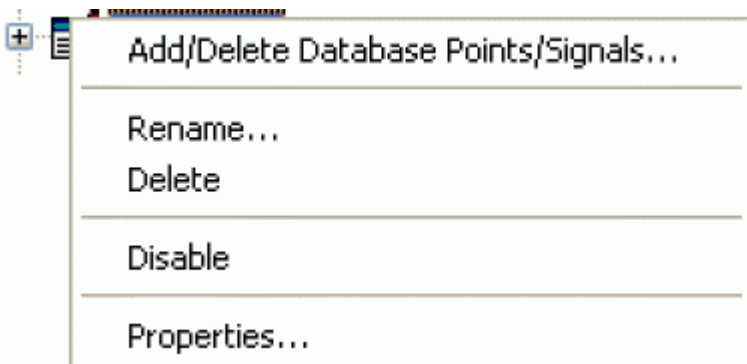 Add/Delete Database Points/Signals...
Rename...
Delete
Disable
Properties...